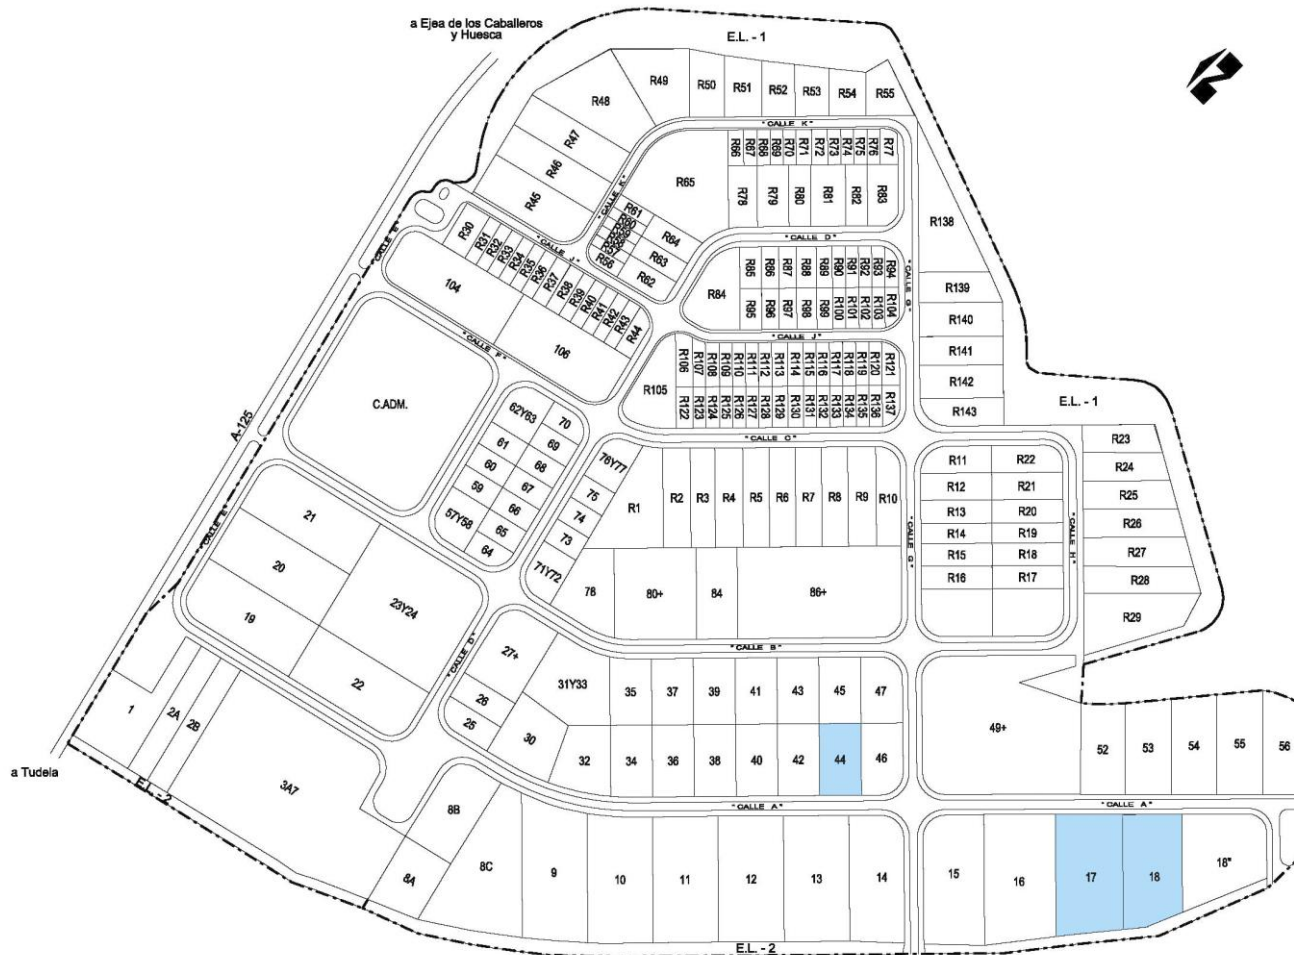 a Ejea de los Caballeros
y Huesca
E.L. - 1
R48
R49
R50
R51
R52
R53
R54
R55
R47
R46
R45
" CALLE K "
" CALLE K "
R65
R66
R67
R68
R69
R70
R71
R72
R73
R74
R75
R76
R77
R78
R79
R80
R81
R82
R83
R138
R61
R60
R56
R64
R63
R62
" CALLE E "
R30
R31
R32
R33
R34
R35
R36
R37
R38
R39
R40
R41
R42
R43
R44
" CALLE J "
104
106
" CALLE F "
" CALLE D "
R84
R85
R86
R87
R88
R89
R90
R91
R92
R93
R94
R95
R96
R97
R98
R99
R100
R101
R102
R103
R104
" CALLE G "
" CALLE J "
R139
R140
R141
R142
R143
E.L. - 1
R105
R106
R107
R108
R109
R110
R111
R112
R113
R114
R115
R116
R117
R118
R119
R120
R121
R122
R123
R124
R125
R126
R127
R128
R129
R130
R131
R132
R133
R134
R135
R136
R137
" CALLE C "
A-125
C.ADM.
62Y63
70
61
69
60
68
59
67
57Y58
66
65
64
76Y77
75
74
73
71Y72
R1
R2
R3
R4
R5
R6
R7
R8
R9
R10
78
80+
84
86+
" CALLE G "
R11
R22
R12
R21
R13
R20
R14
R19
R15
R18
R16
R17
" CALLE H "
R23
R24
R25
R26
R27
R28
R29
" CALLE E "
21
20
19
23Y24
22
" CALLE D "
" CALLE B "
27+
26
25
31Y33
30
35
37
39
41
43
45
47
32
34
36
38
40
42
44
46
49+
52
53
54
55
56
1
2A
2B
3A7
a Tudela
E.L. - 2
" CALLE A "
" CALLE A "
8B
8A
8C
9
10
11
12
13
14
15
16
17
18
18"
E.L. - 2